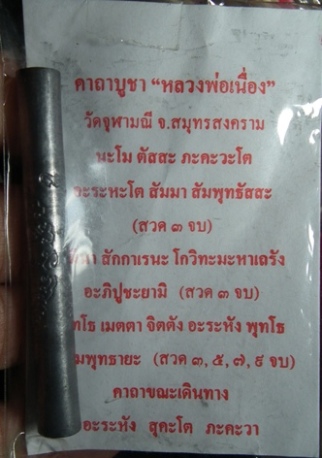 คาถาบูชา “หลวงพ่อเนื่อง”
วัดจุฬามณี จ.สมุทรสงคราม
นะโม ตัสสะ ภะคะวะโต
อะระหะโต สัมมา สัมพุทธัสสะ
(สวด ๓ จบ)
สักกาเรนะ โกวิทะมะหาเถรัง
อะภิปูชะยามิ (สวด ๓ จบ)
เมตตา จิตตัง อะระหัง พุทโธ
(สวด ๓, ๕, ๗, ๙ จบ)
คาถาขณะเดินทาง
อะระหัง สุคะโต ภะคะวา